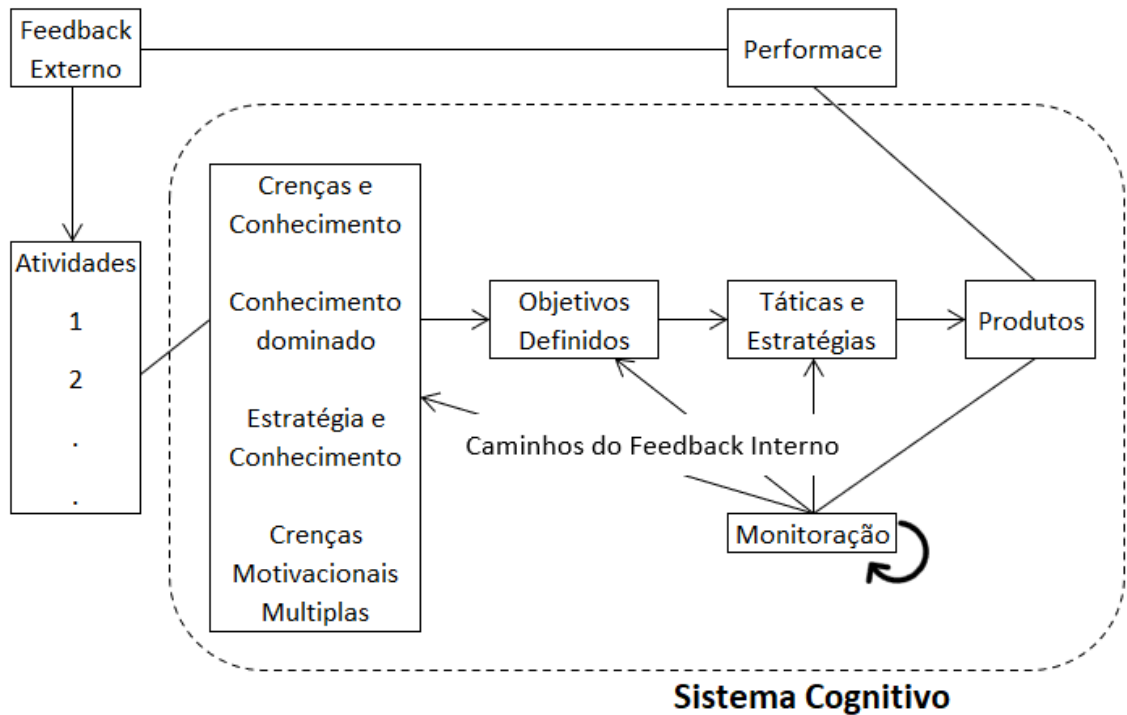 Feedback
Externo
Performace
Atividades
1
2
.
.
Crenças e
Conhecimento
Conhecimento
dominado
Estratégia e
Conhecimento
Crenças
Motivacionais
Multiplas
Objetivos
Definidos
Táticas e
Estratégias
Produtos
Caminhos do Feedback Interno
Monitoração
Sistema Cognitivo